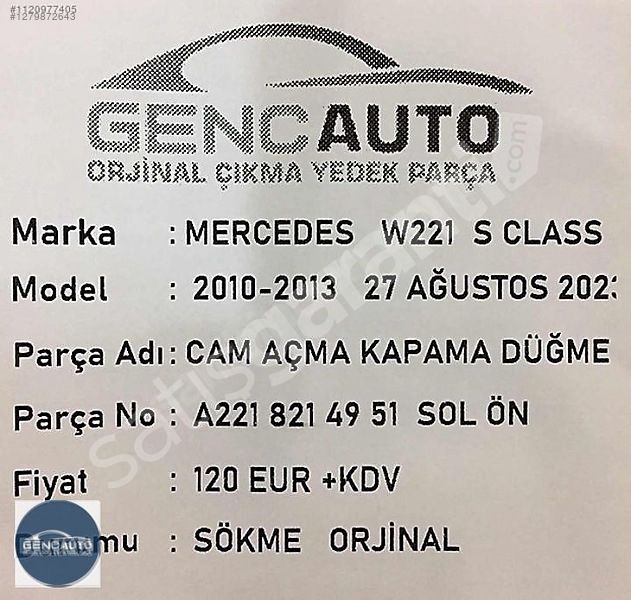 #1120977405
#1279872643
GENCAUTO
ORJİNAL ÇIKMA YEDEK PARÇA
Marka : MERCEDES W221 S CLASS
Model : 2010-2013 27 AĞUSTOS 2023
Parça Adı : CAM AÇMA KAPAMA DÜĞME
Parça No : A221 821 49 51 SOL ÖN
Fiyat : 120 EUR +KDV
mu : SÖKME ORJİNAL
GENCAUTO
satışgaranti.com